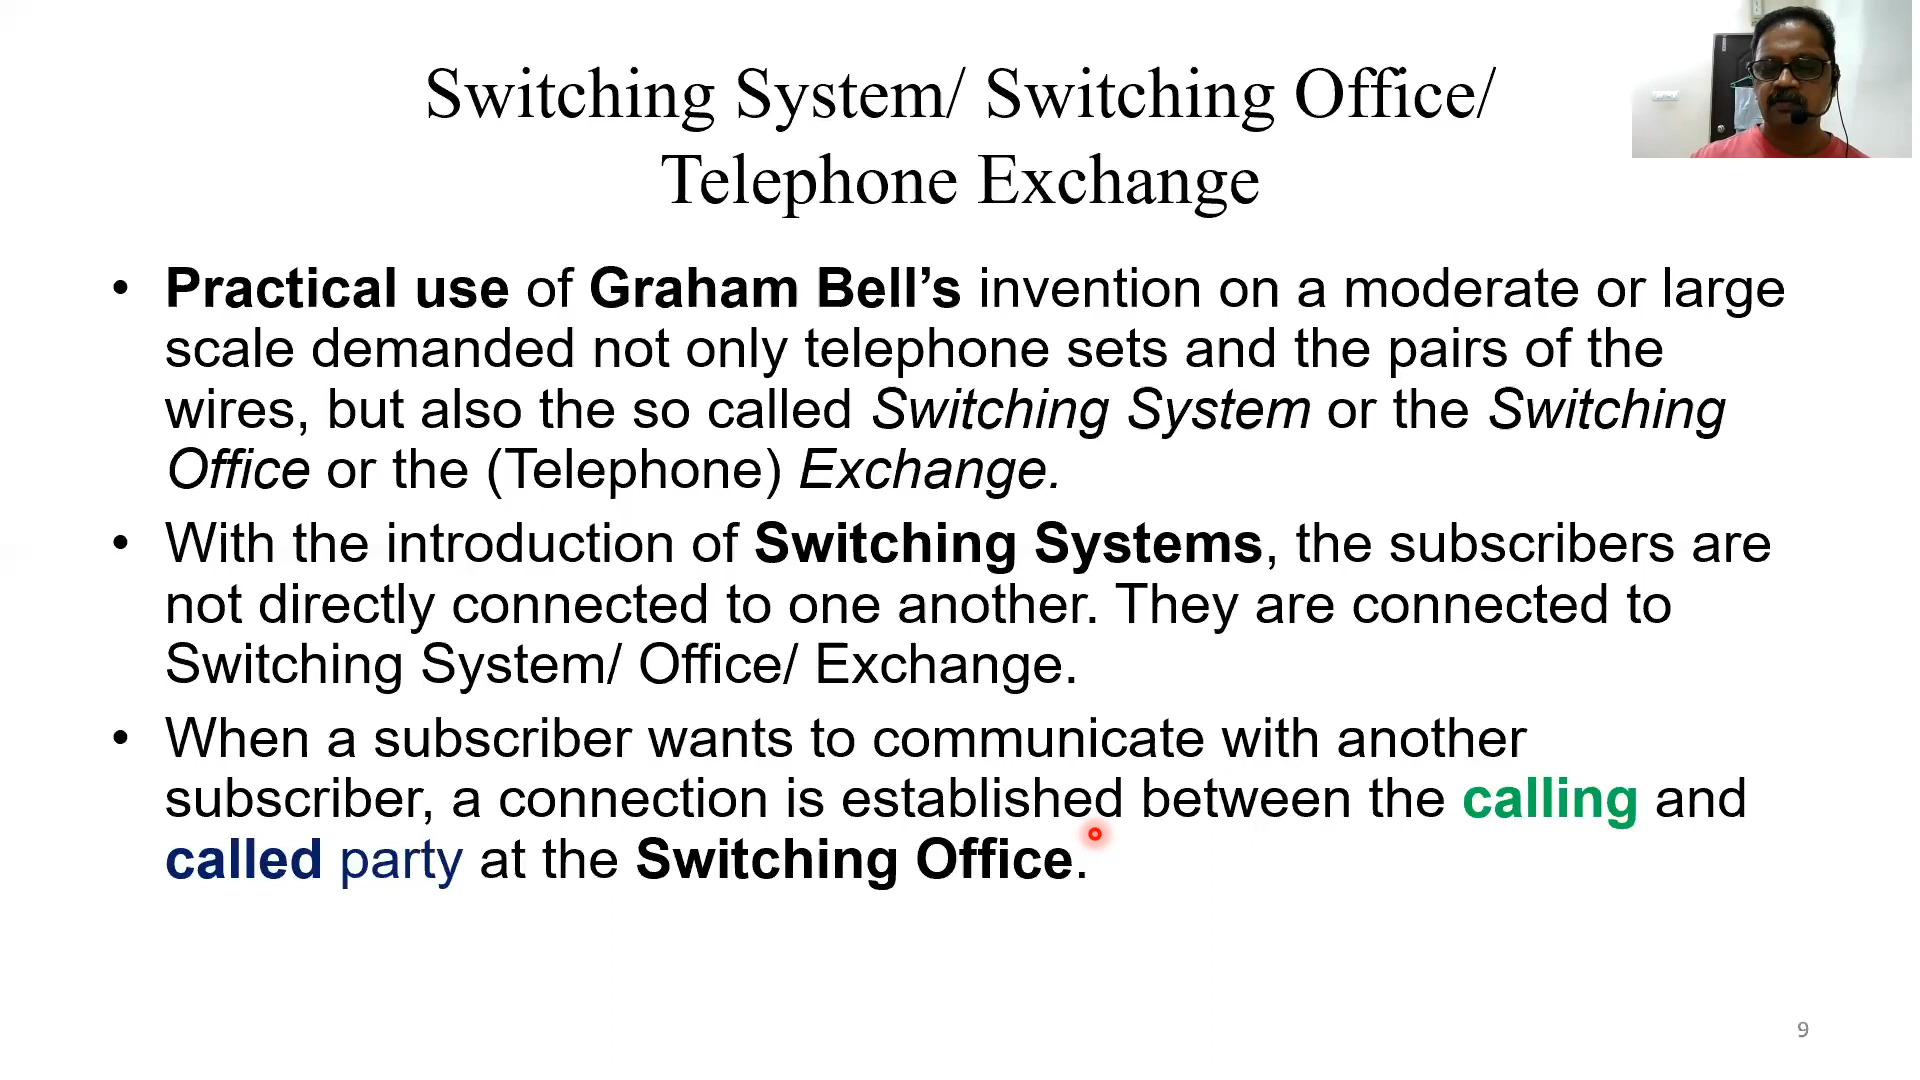 Switching System/ Switching Office/
Telephone Exchange
• Practical use of Graham Bell’s invention on a moderate or large
scale demanded not only telephone sets and the pairs of the
wires, but also the so called Switching System or the Switching
Office or the (Telephone) Exchange.
• With the introduction of Switching Systems, the subscribers are
not directly connected to one another. They are connected to
Switching System/ Office/ Exchange.
• When a subscriber wants to communicate with another
subscriber, a connection is established between the calling and
called party at the Switching Office.
9